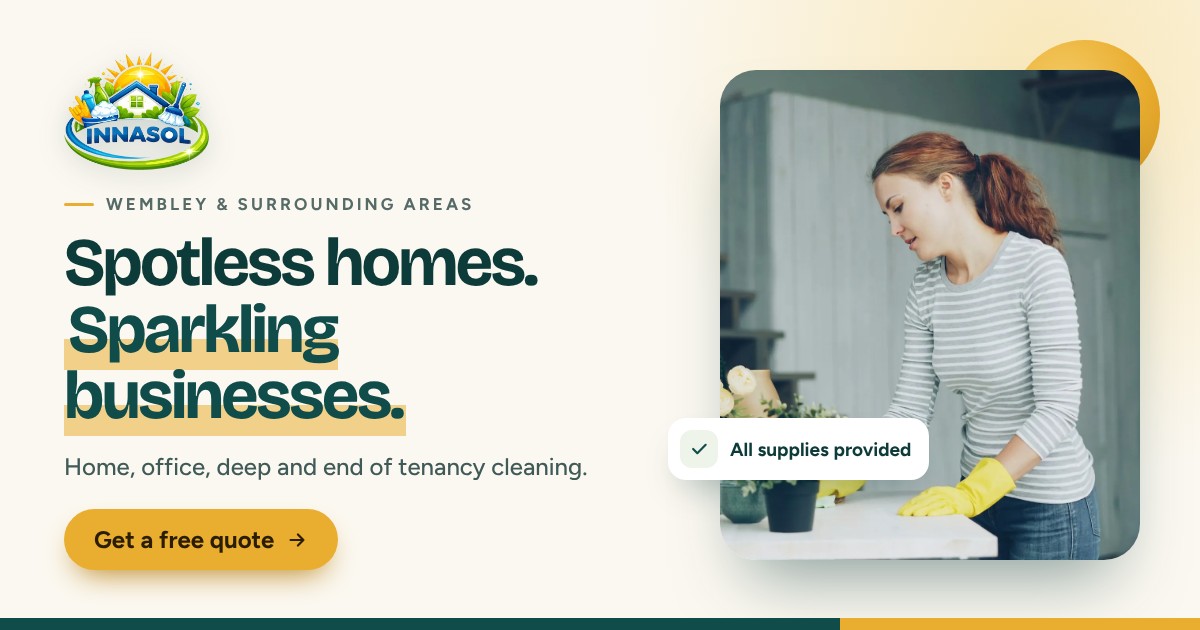 INNASOL
WEMBLEY & SURROUNDING AREAS
Spotless homes.
Sparkling
businesses.
Home, office, deep and end of tenancy cleaning.
Get a free quote →
All supplies provided